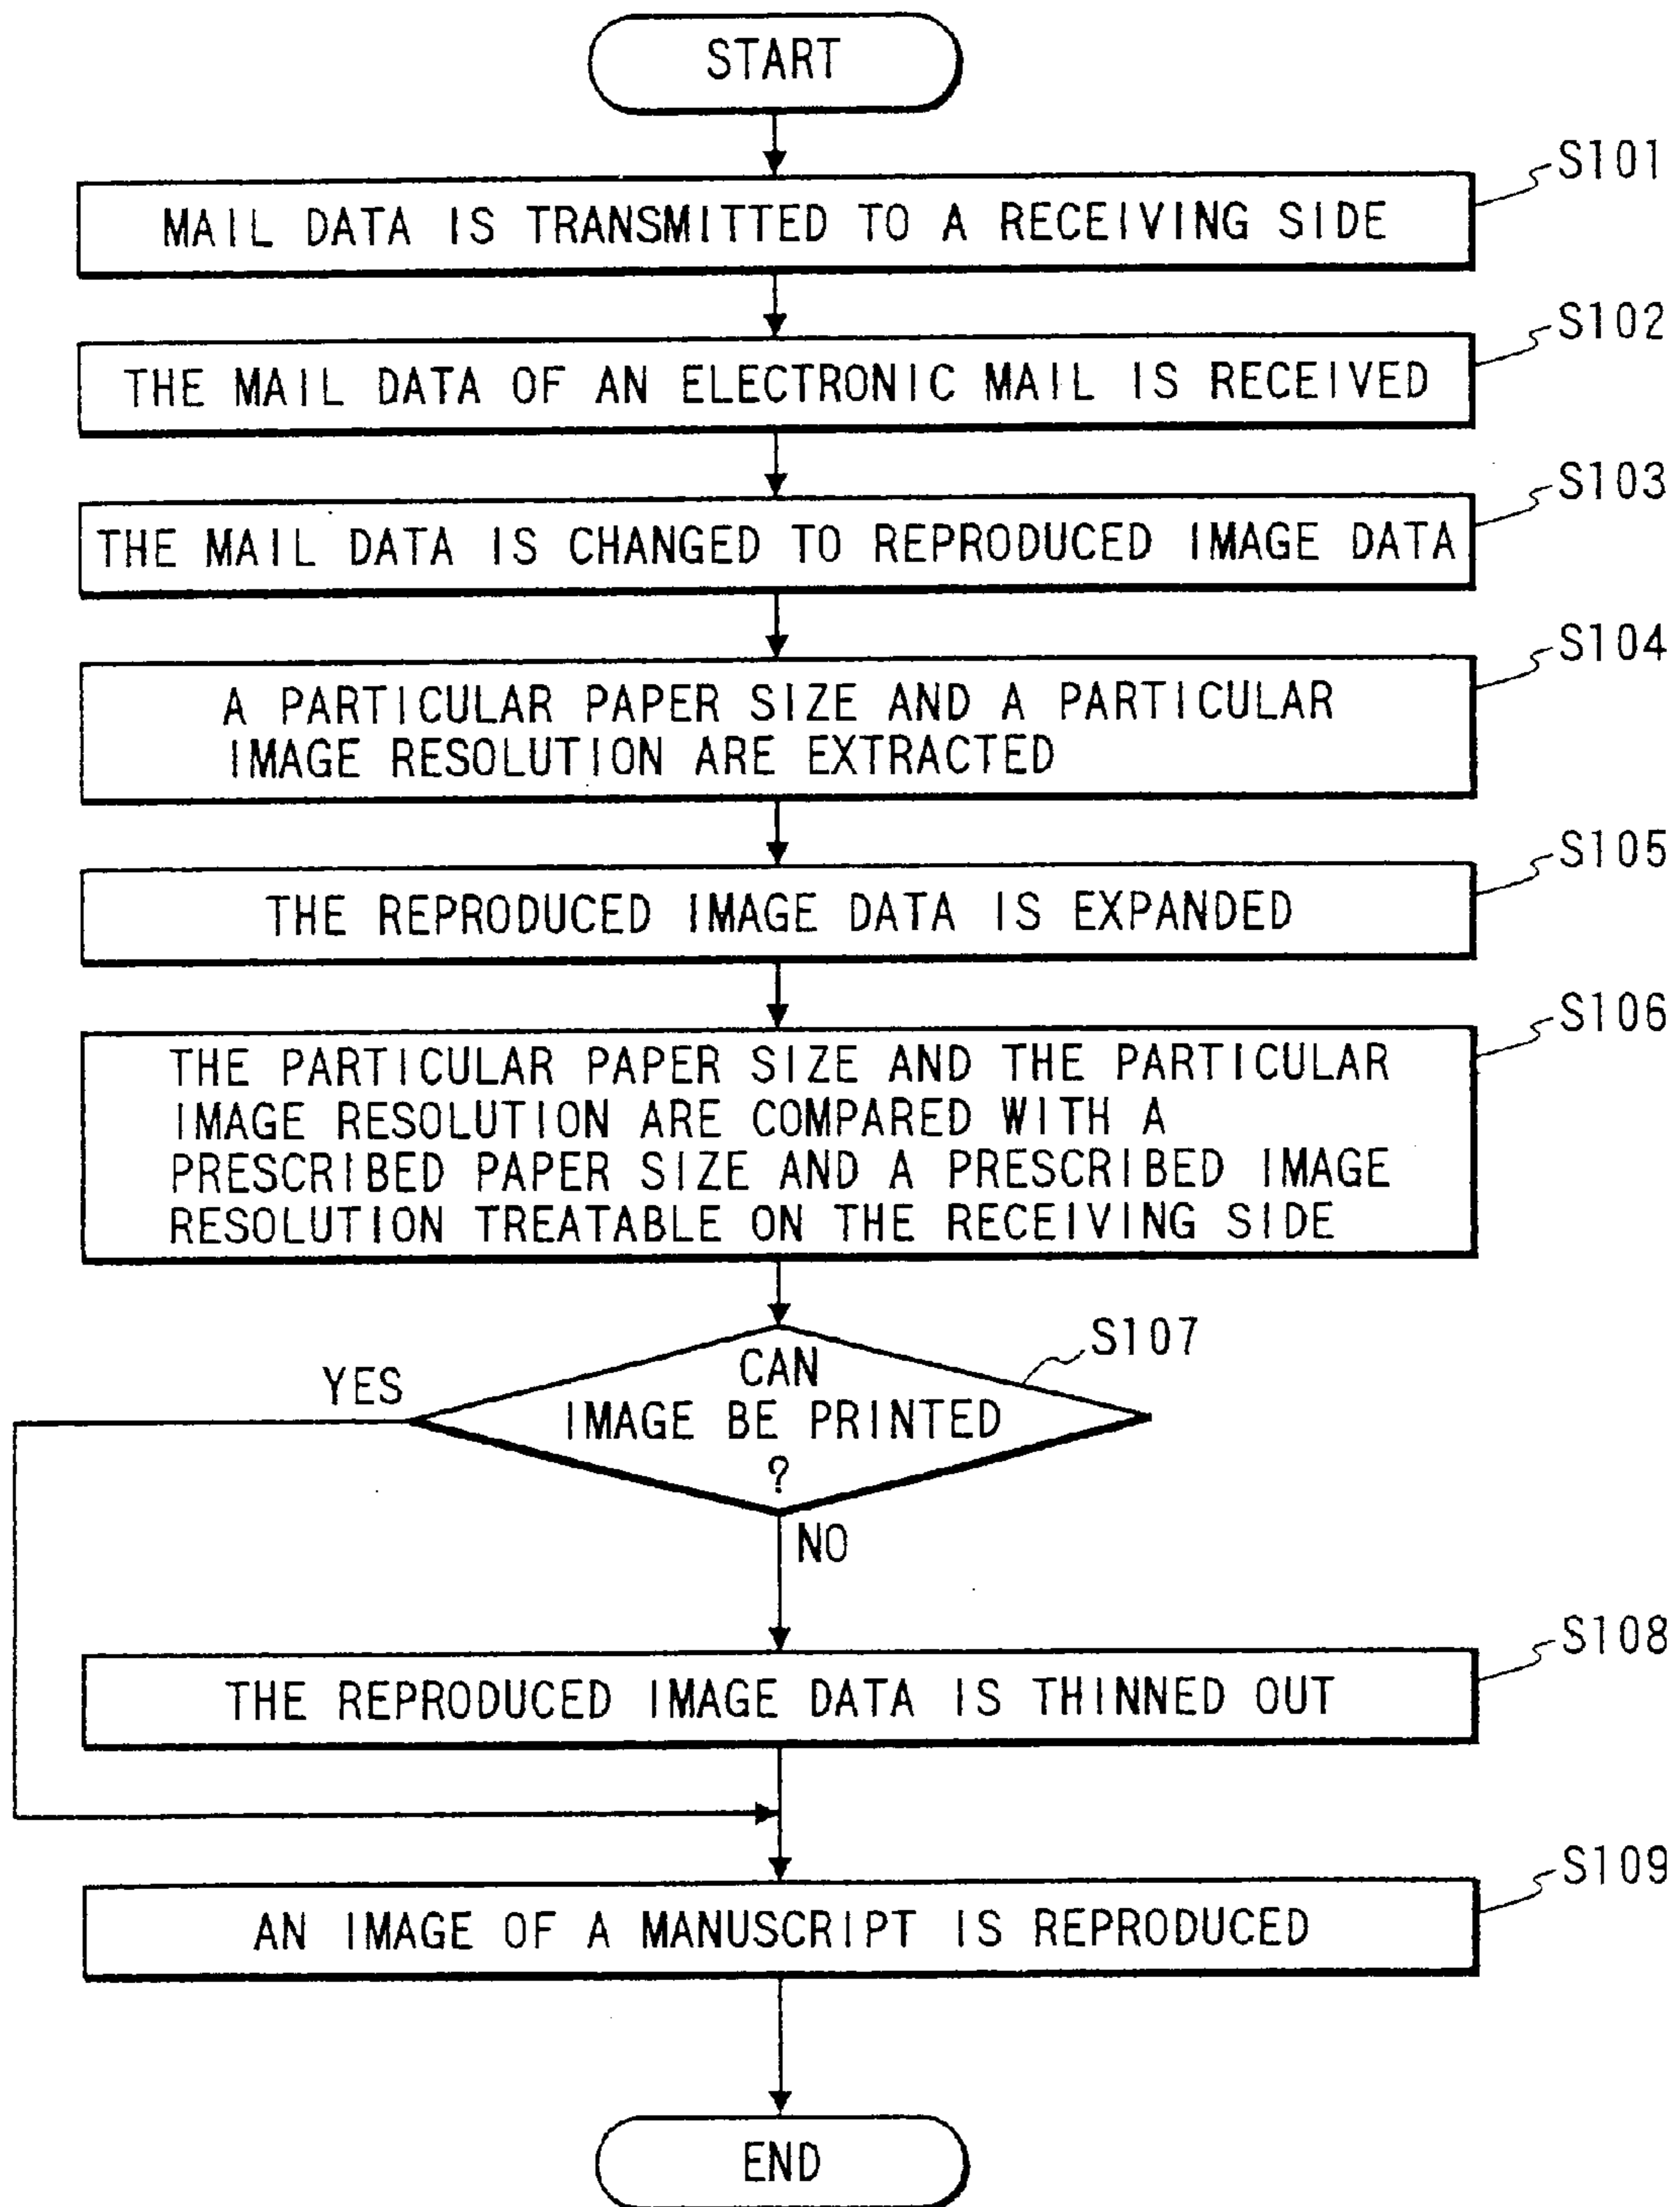 START
S101
MAIL DATA IS TRANSMITTED TO A RECEIVING SIDE
S102
THE MAIL DATA OF AN ELECTRONIC MAIL IS RECEIVED
S103
THE MAIL DATA IS CHANGED TO REPRODUCED IMAGE DATA
S104
A PARTICULAR PAPER SIZE AND A PARTICULAR
IMAGE RESOLUTION ARE EXTRACTED
S105
THE REPRODUCED IMAGE DATA IS EXPANDED
S106
THE PARTICULAR PAPER SIZE AND THE PARTICULAR
IMAGE RESOLUTION ARE COMPARED WITH A
PRESCRIBED PAPER SIZE AND A PRESCRIBED IMAGE
RESOLUTION TREATABLE ON THE RECEIVING SIDE
S107
YES
CAN
IMAGE BE PRINTED
?
NO
S108
THE REPRODUCED IMAGE DATA IS THINNED OUT
S109
AN IMAGE OF A MANUSCRIPT IS REPRODUCED
END